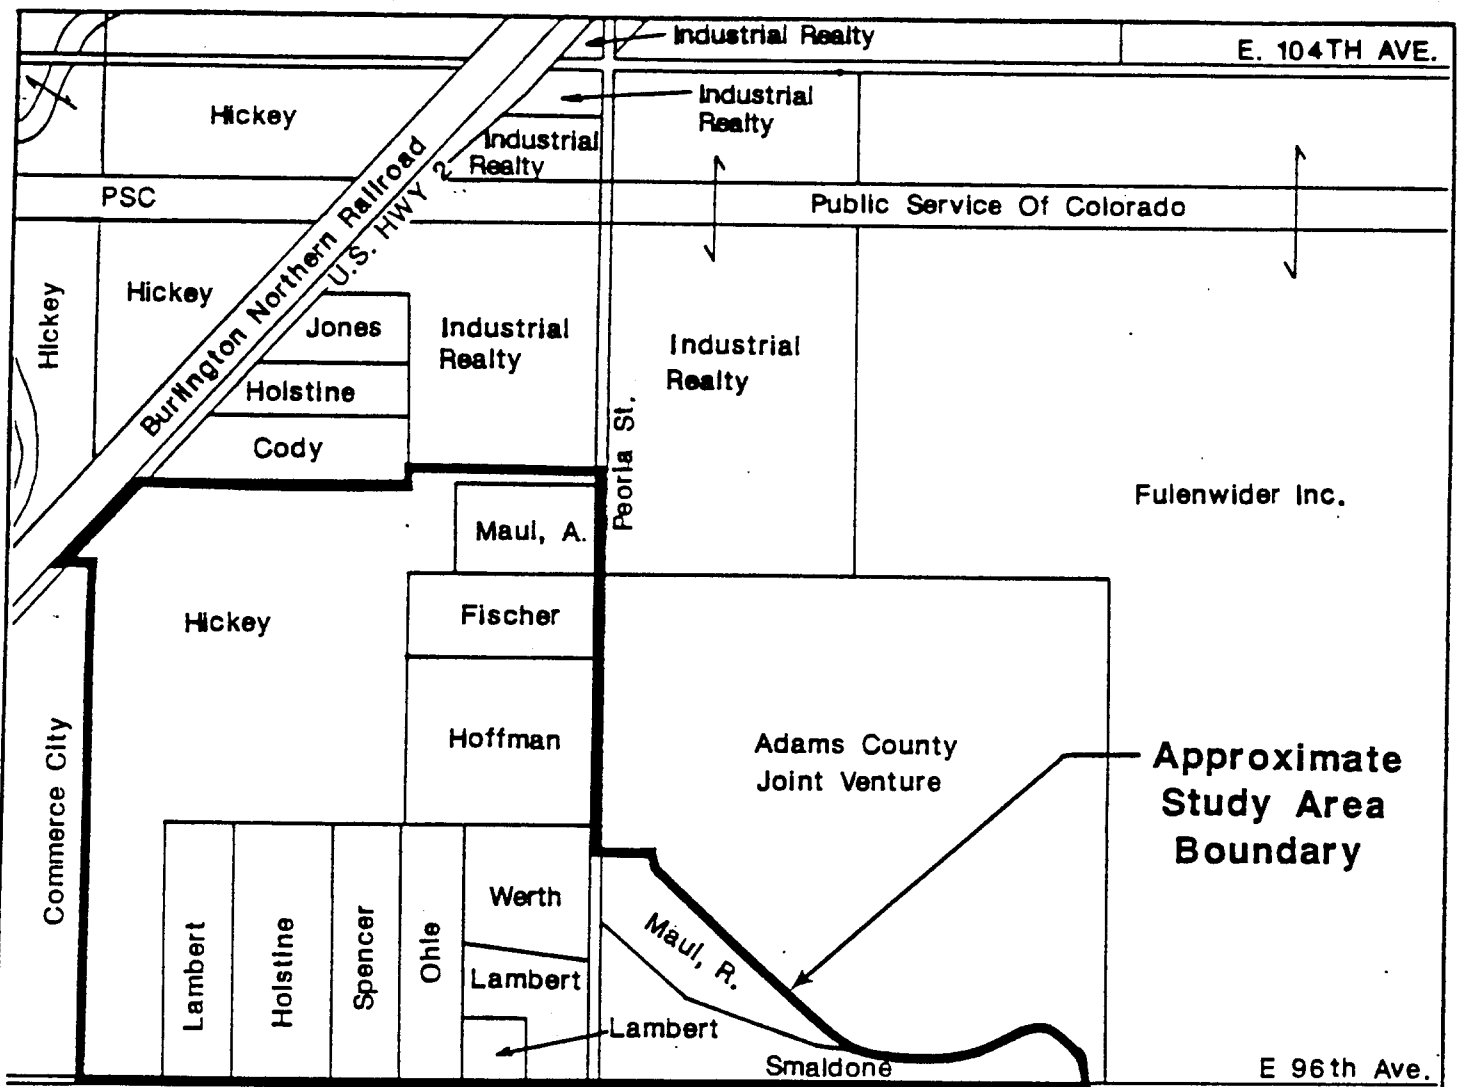 Industrial Realty
E. 104TH AVE.
Hickey
Industrial
Realty
Industrial
Realty
PSC
Public Service Of Colorado
Burlington Northern Railroad
U.S. HWY 2
Hickey
Hickey
Jones
Industrial
Realty
Industrial
Realty
Holstine
Cody
Peoria St.
Fulenwider Inc.
Maul, A.
Fischer
Hickey
Hoffman
Adams County
Joint Venture
Approximate
Study Area
Boundary
Commerce City
Lambert
Holstine
Spencer
Ohle
Werth
Maul, R.
Lambert
Lambert
Smaldone
E 96th Ave.